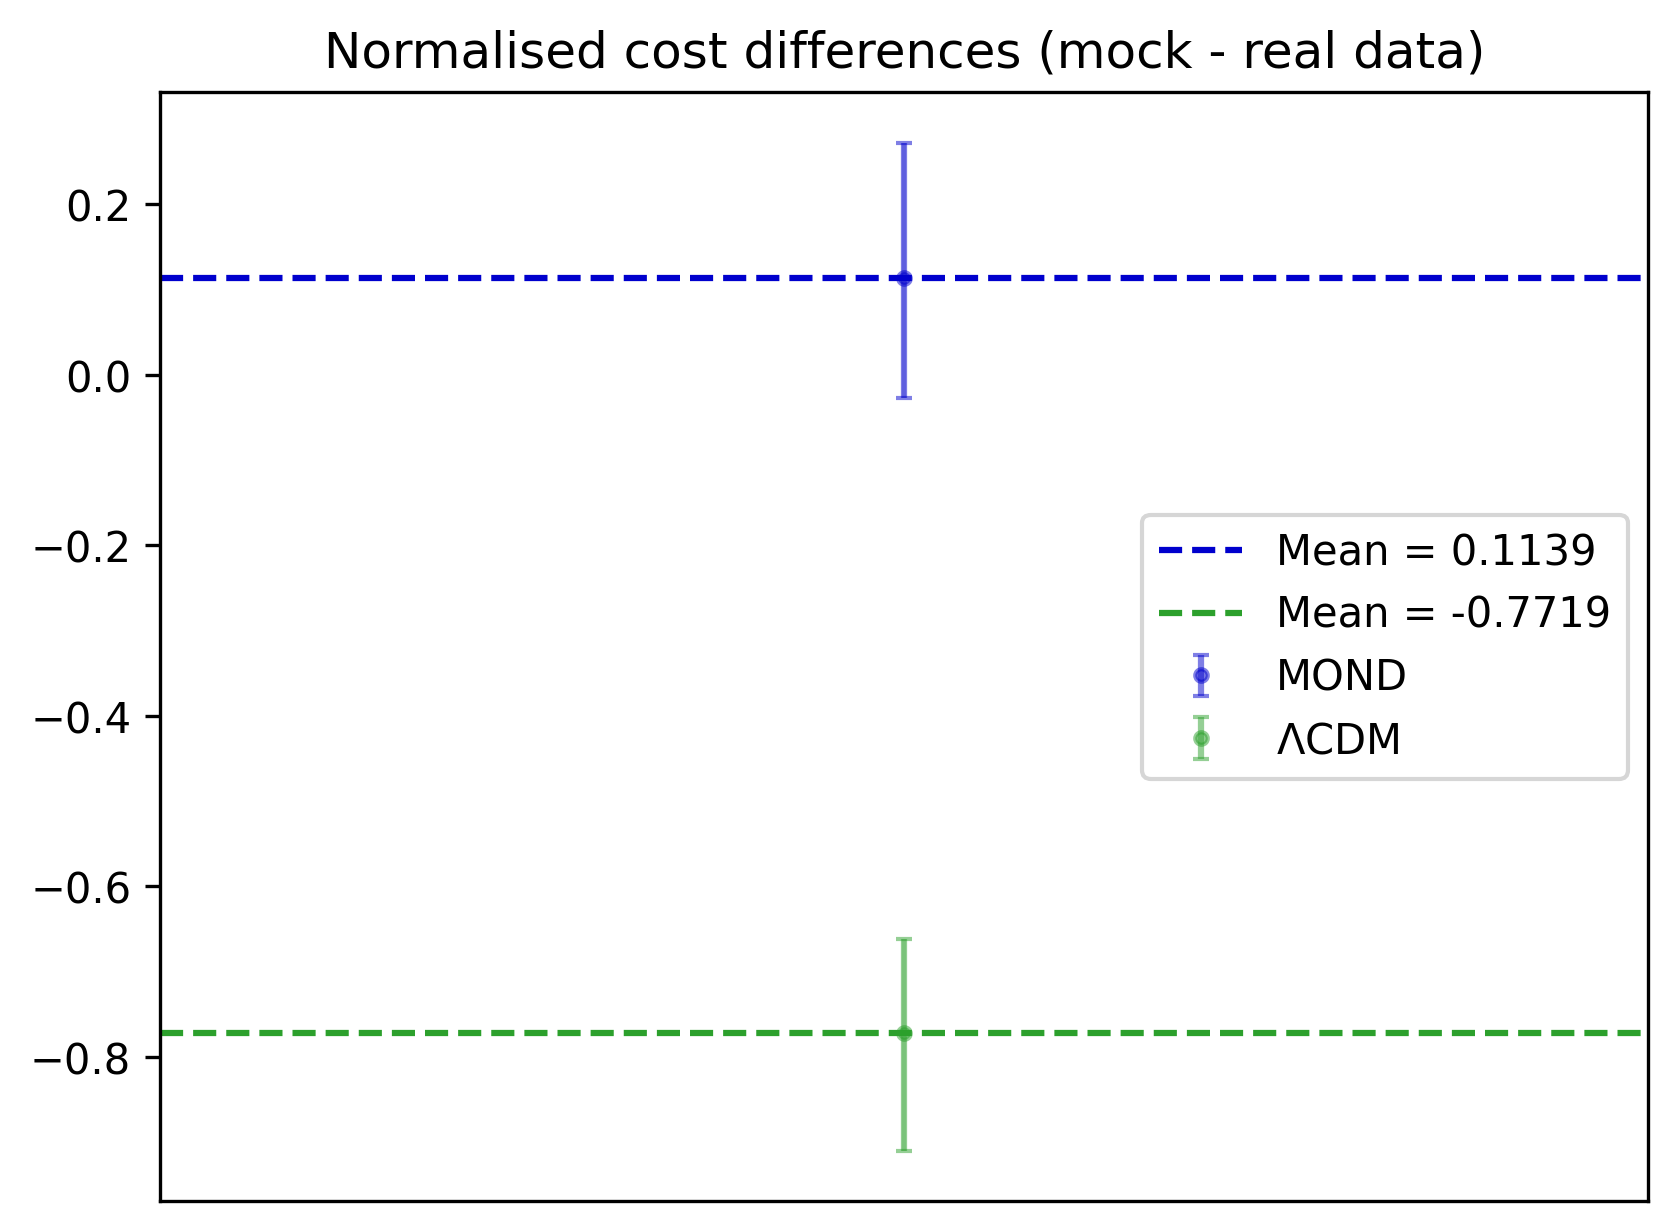 Normalised cost differences (mock - real data)
0.2
0.0
−0.2
−0.4
−0.6
−0.8
Mean = 0.1139
Mean = -0.7719
MOND
ΛCDM